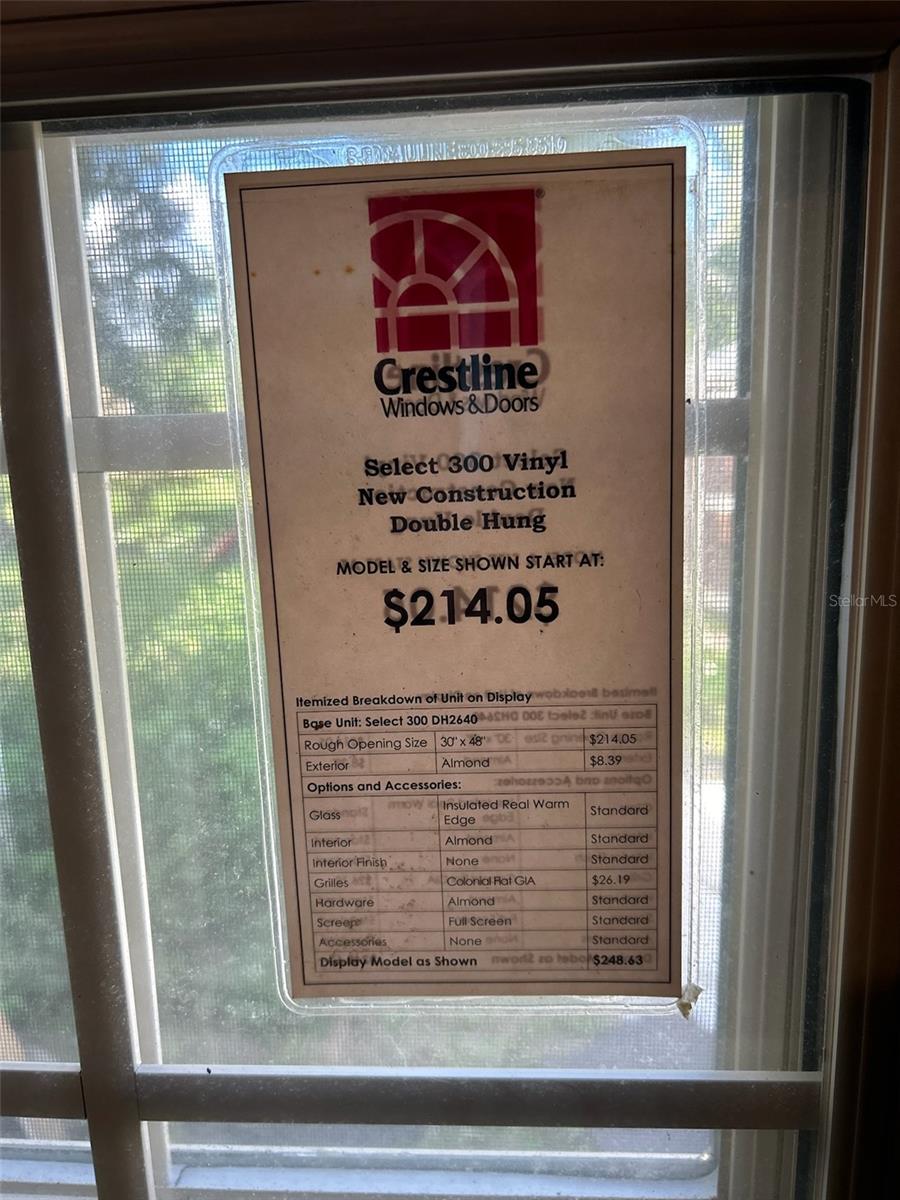 Crestline
Windows & Doors
Select 300 Vinyl
New Construction
Double Hung
MODEL & SIZE SHOWN START AT:
$214.05
Itemized Breakdown of Unit on Display
Base Unit: Select 300 DH2640
Rough Opening Size 30" x 48" $214.05
Exterior Almond $8.39
Options and Accessories:
Glass Insulated Real Warm Edge Standard
Interior Almond Standard
Interior Finish None Standard
Grilles Colonial Flat GIA $26.19
Hardware Almond Standard
Screen Full Screen Standard
Accessories None Standard
Display Model as Shown $248.63
StellarMLS